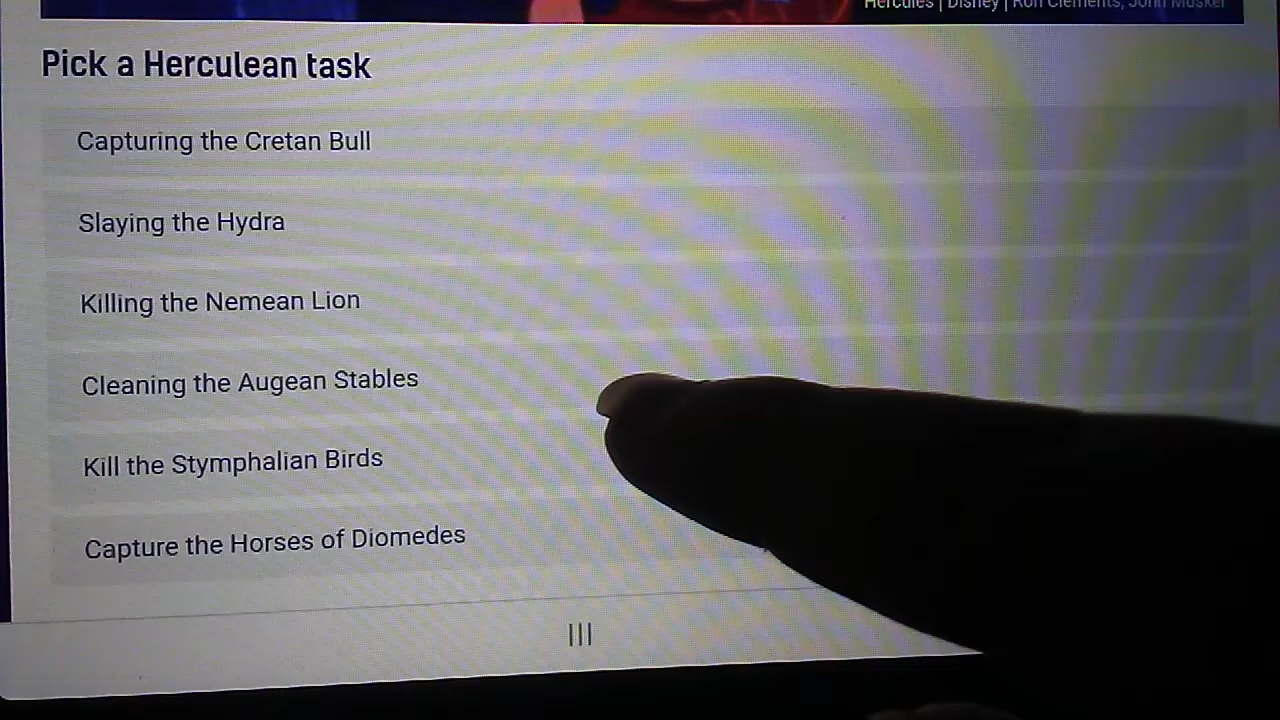 Hercules | Disney | Ron Clements, John Musker
Pick a Herculean task
Capturing the Cretan Bull
Slaying the Hydra
Killing the Nemean Lion
Cleaning the Augean Stables
Kill the Stymphalian Birds
Capture the Horses of Diomedes